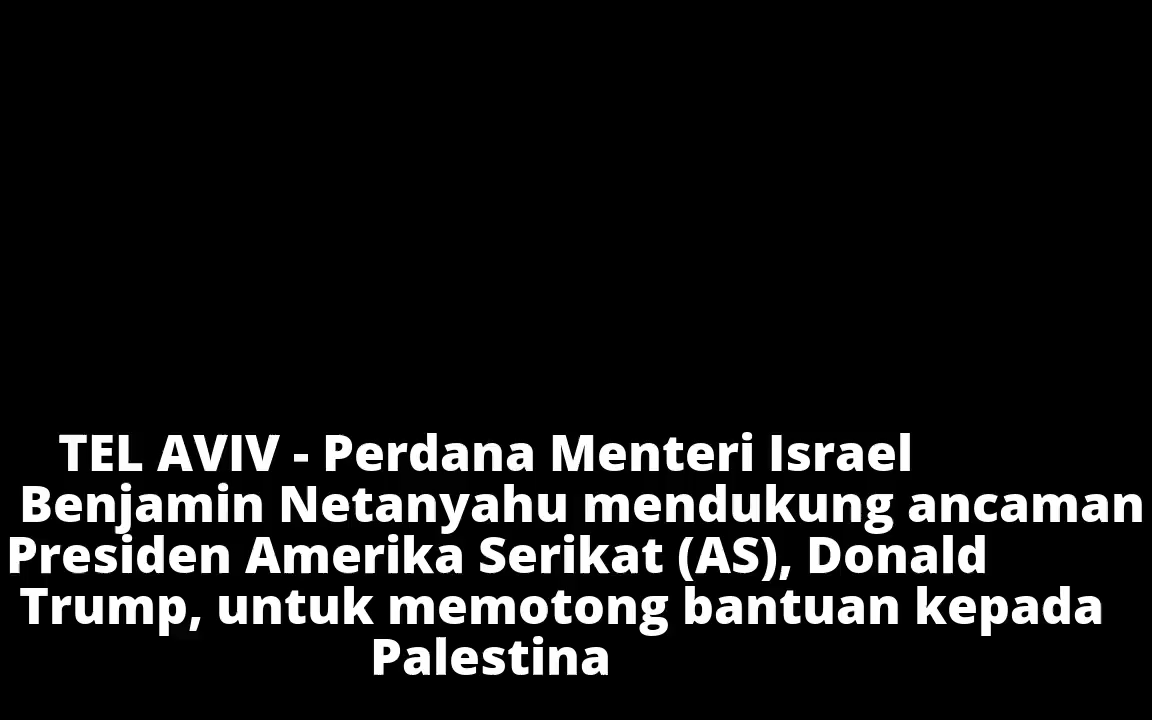 TEL AVIV - Perdana Menteri Israel
Benjamin Netanyahu mendukung ancaman
Presiden Amerika Serikat (AS), Donald
Trump, untuk memotong bantuan kepada
Palestina